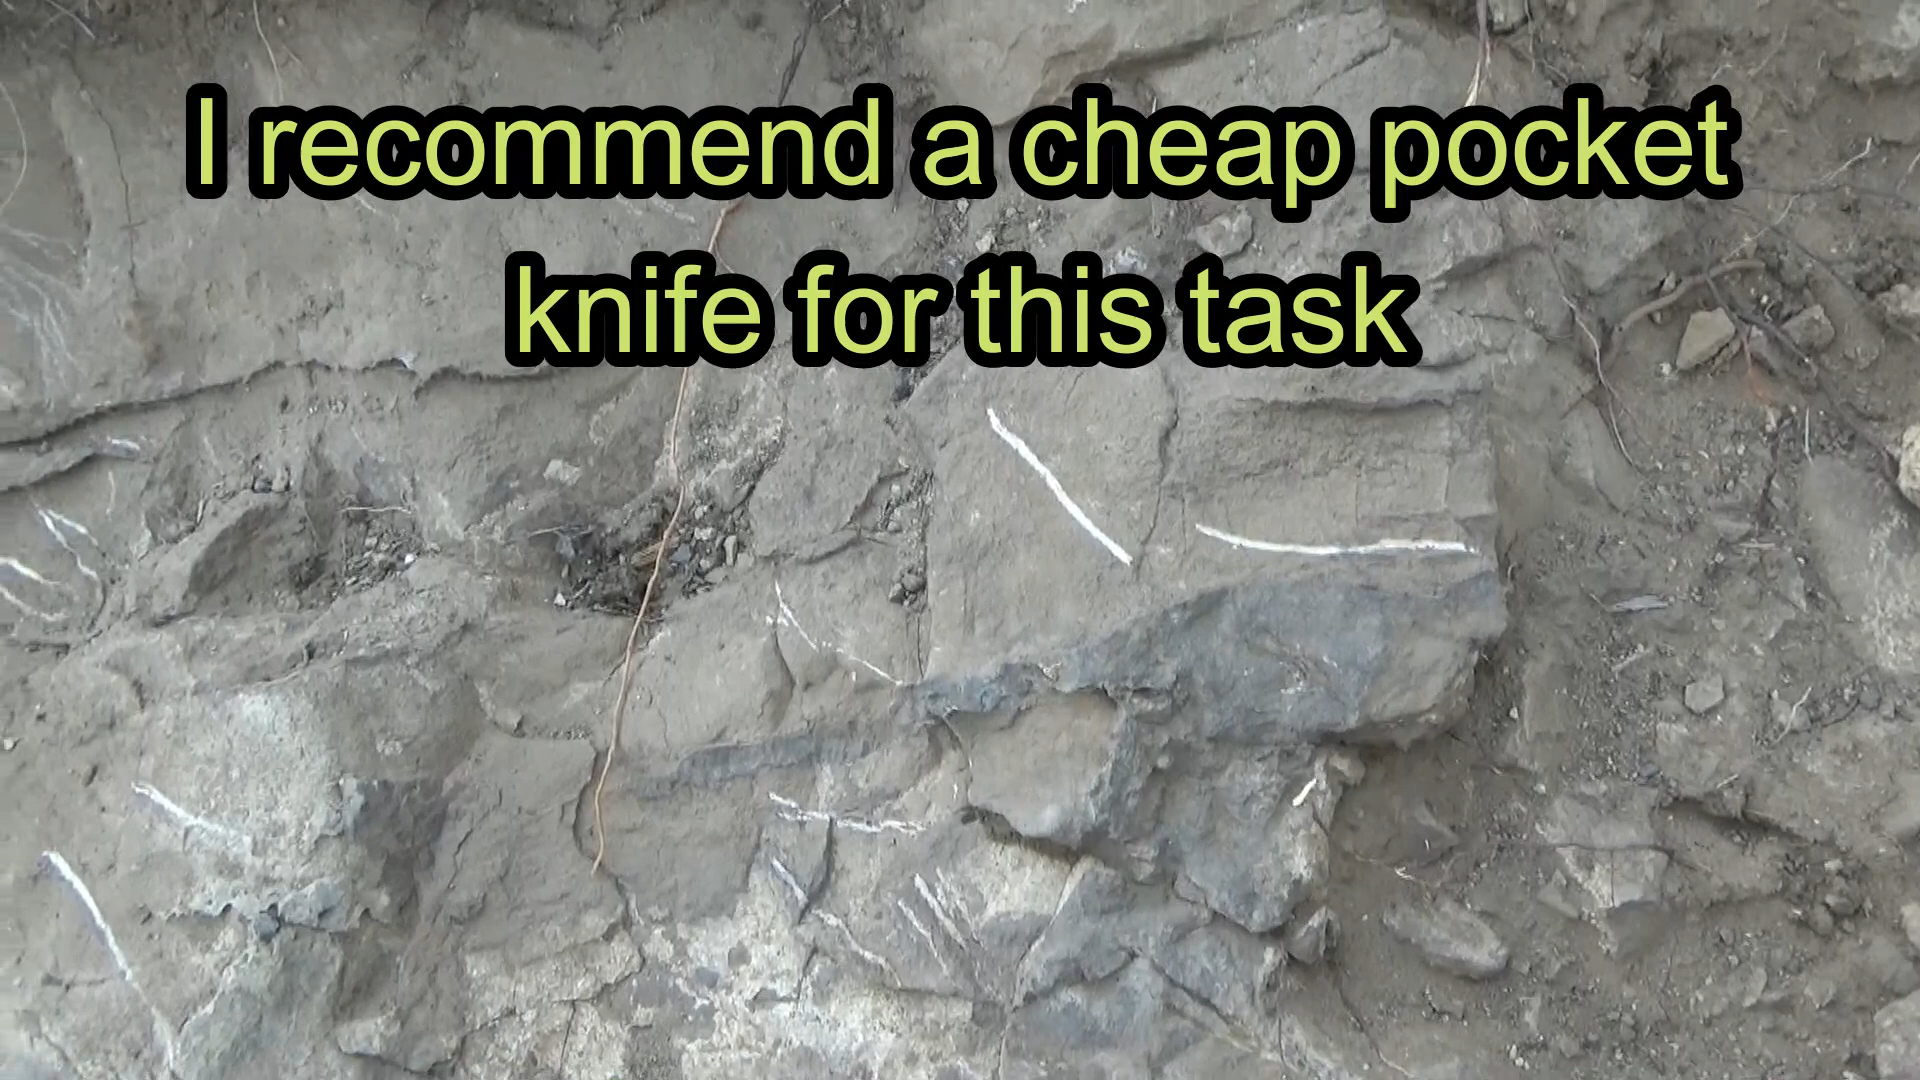 I recommend a cheap pocket
knife for this task